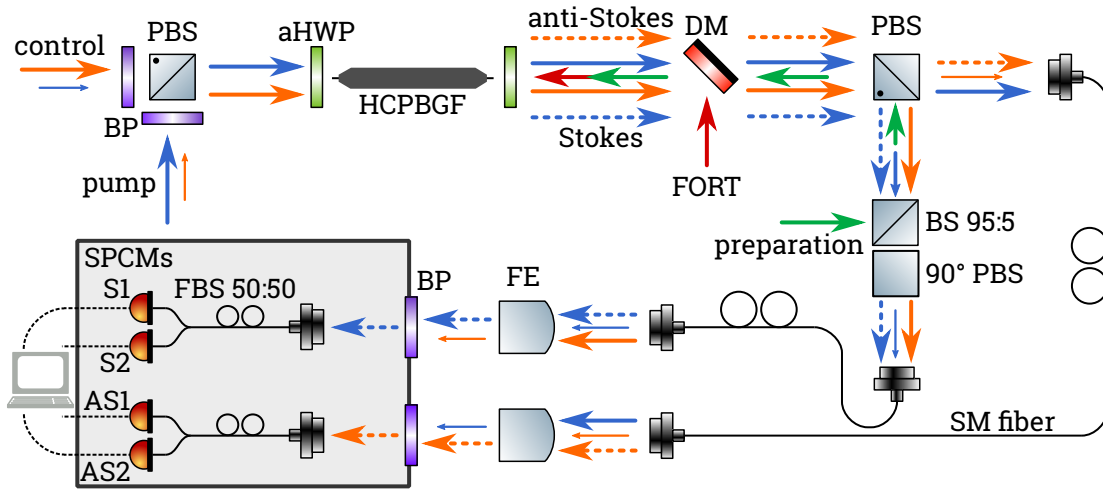 control
PBS
aHWP
anti-Stokes
DM
PBS
HCPBGF
BP
Stokes
pump
FORT
preparation
BS 95:5
90° PBS
SPCMs
S1
FBS 50:50
BP
FE
S2
AS1
AS2
SM fiber